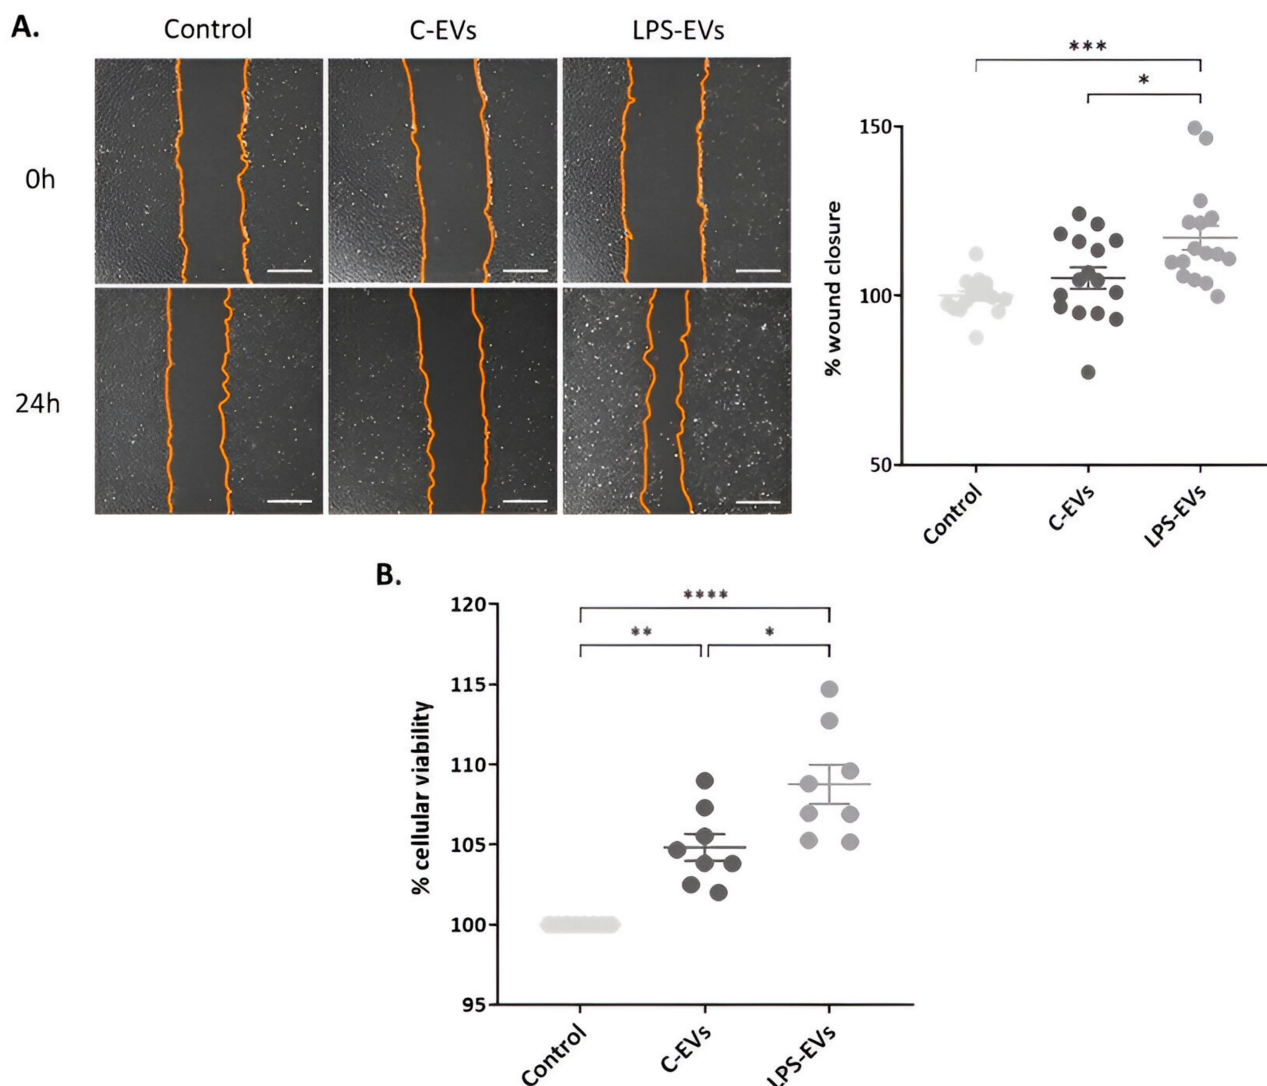 A.
Control
C-EVs
LPS-EVs
0h
24h
***
*
% wound closure
150
100
50
Control
C-EVs
LPS-EVs
B.
****
**
*
% cellular viability
120
115
110
105
100
95
Control
C-EVs
LPS-EVs